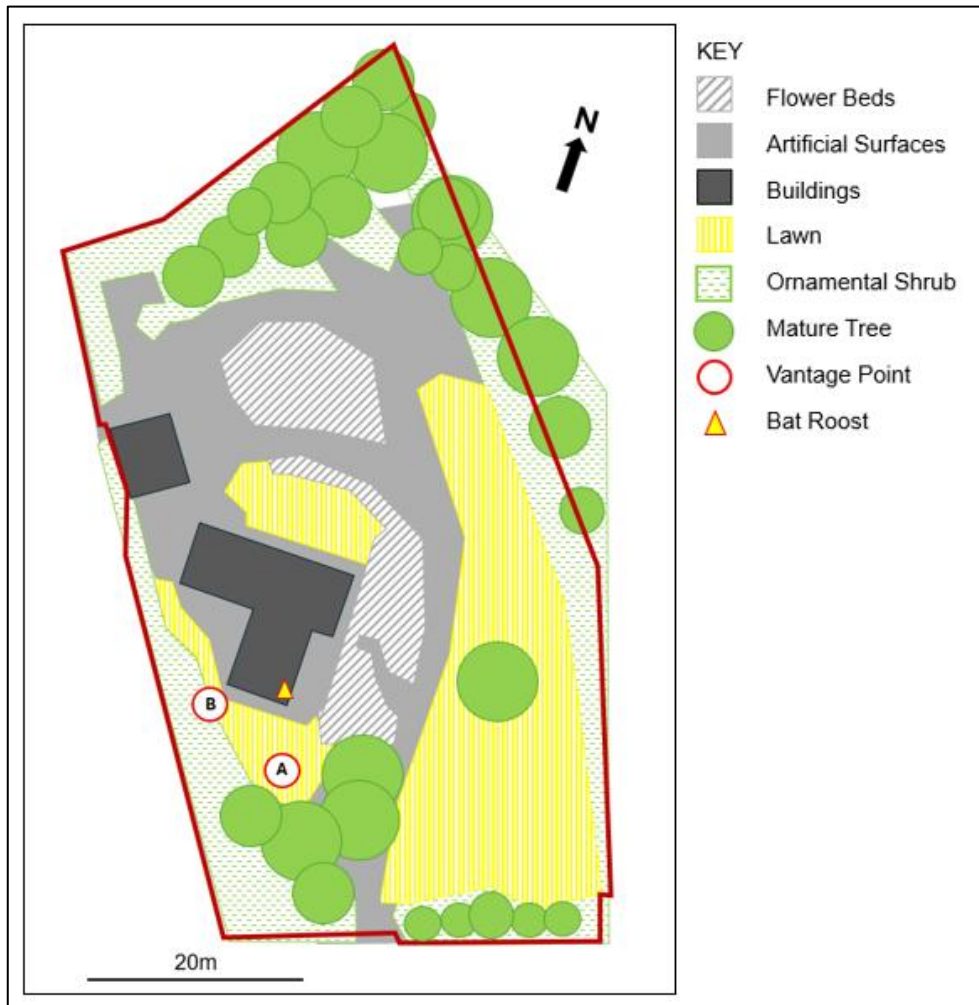 KEY
Flower Beds
Artificial Surfaces
Buildings
Lawn
Ornamental Shrub
Mature Tree
Vantage Point
Bat Roost
N
B
A
20m